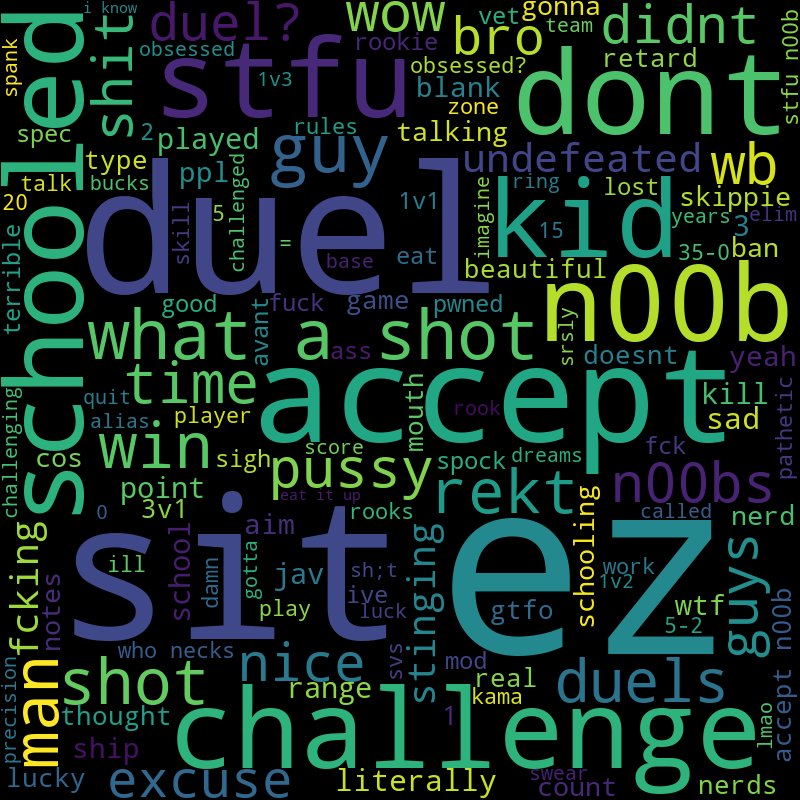 i know
spank
schooled
shit
duel?
obsessed
wow
rookie
vet
gonna
team
bro
didnt
stfu n00b
1v3
stfu
obsessed?
blank
zone
retard
dont
spec
2
played
rules
guy
talking
undefeated
wb
type
talk
bucks
ppl
20
skill
5
challenged
duel
1v1
imagine
ring
kid
lost
skippie
years
3
elim
15
=
base
eat
beautiful
35-0
ban
terrible
good
avant
fuck
game
pwned
n00b
what a shot
ass
srsly
doesnt
yeah
time
accept
quit
alias
player
mouth
rook
kill
sad
pathetic
challenging
win
cos
sigh
score
pussy
spock
dreams
fck
n00bs
point
3v1
eat it up
rekt
0
aim
rooks
called
nerd
fcking
notes
ill
school
damn
gotta
jav
sh;t
ive
luck
play
sit
stinging
ez
gtfo
schooling
work
1v2
wtf
5-2
guys
accept n00b
who necks
nice
svs
mod
real
kama
precision
man
shot
range
duels
thought
ship
1
challenge
lmao
lucky
excuse
literally
swear
count
nerds